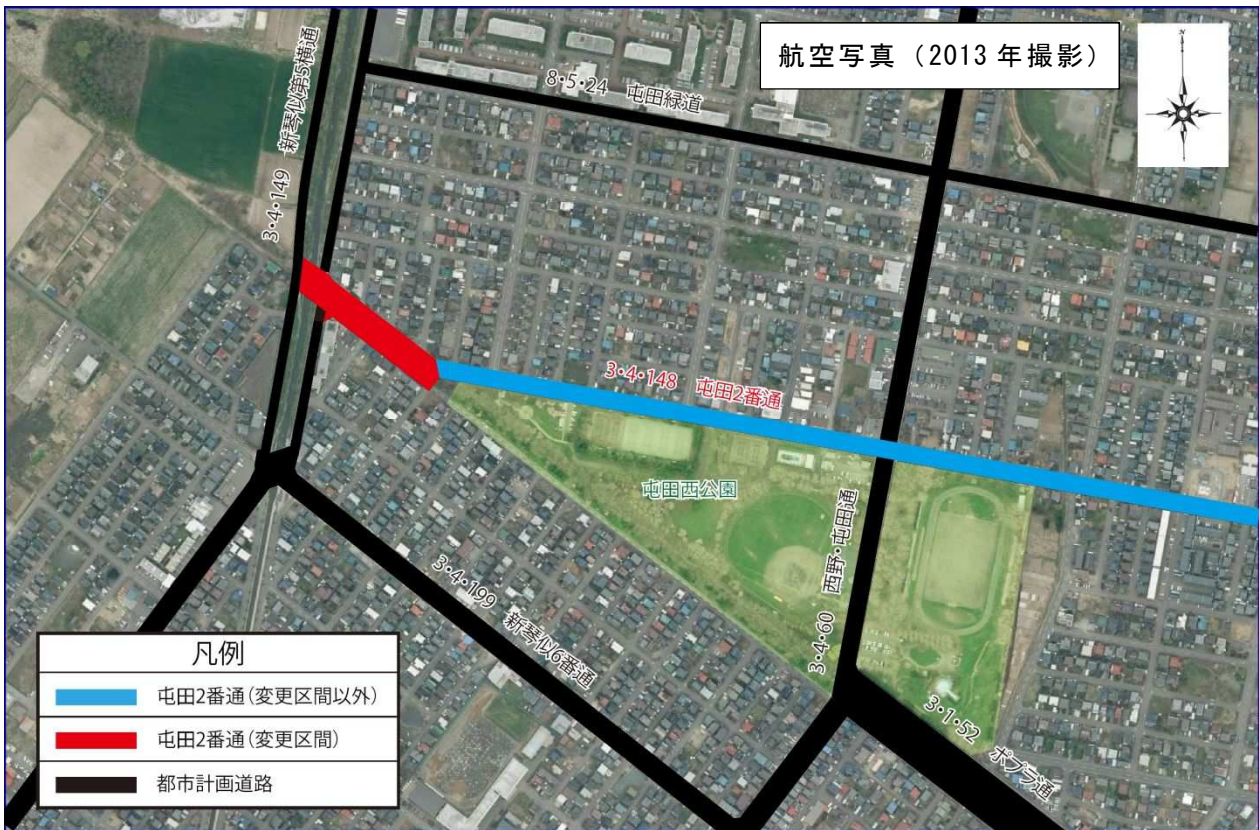 航空写真（2013年撮影）
N
8・5・24 屯田緑道
3・4・149 新琴似第5横通
3・4・148 屯田2番通
屯田西公園
3・4・60 西野・屯田通
3・4・199 新琴似6番通
3・1・52 ポプラ通
凡例
屯田2番通(変更区間以外)
屯田2番通(変更区間)
都市計画道路